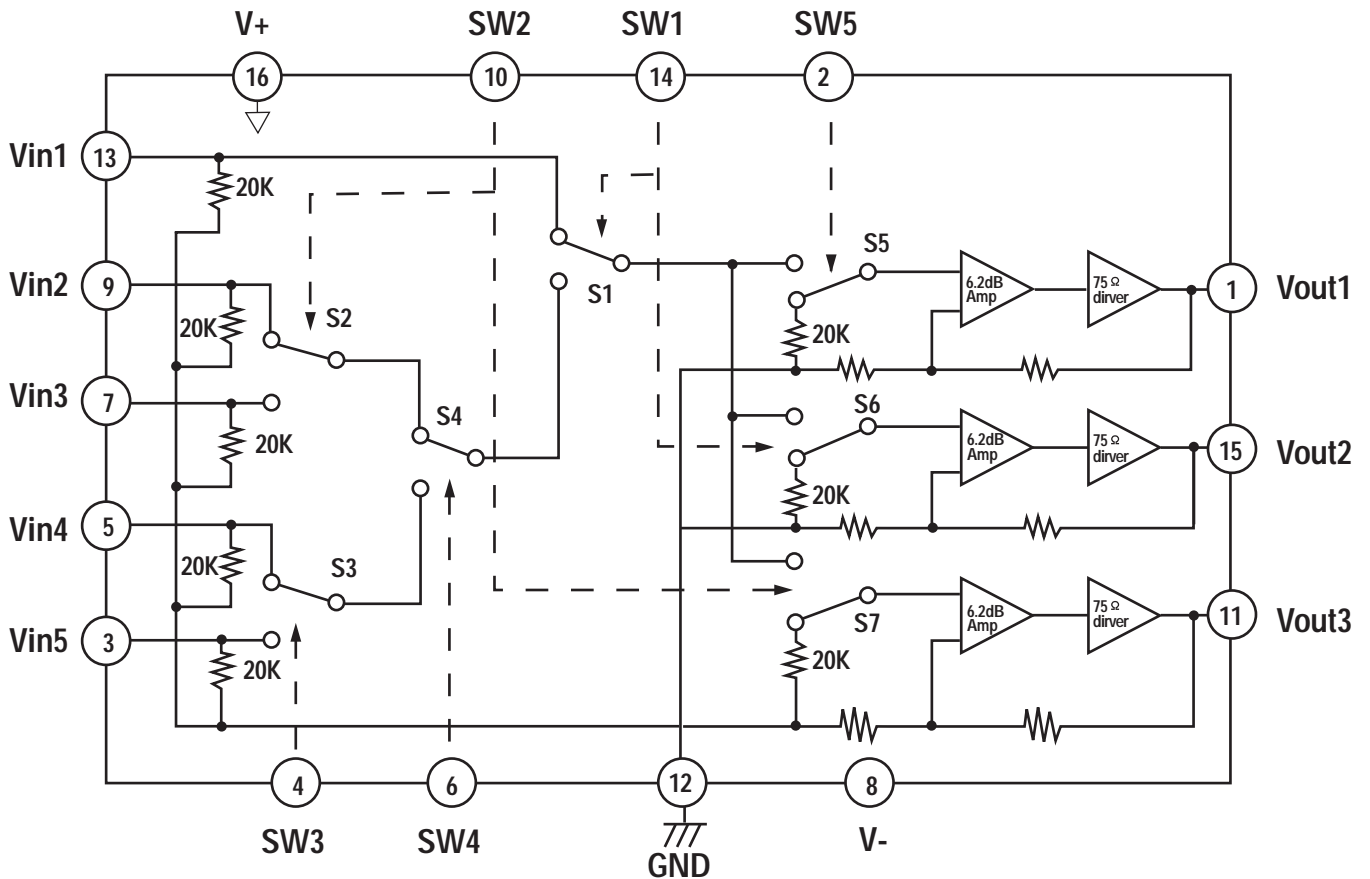 V+
SW2
SW1
SW5
16
10
14
2
Vin1
13
20K
Vin2
9
20K
S2
S1
S5
6.2dB
Amp
75 Ω
dirver
1
Vout1
20K
Vin3
7
20K
S4
S6
6.2dB
Amp
75 Ω
dirver
15
Vout2
20K
Vin4
5
20K
S3
Vin5
3
20K
S7
6.2dB
Amp
75 Ω
dirver
11
Vout3
20K
4
6
12
8
SW3
SW4
GND
V-